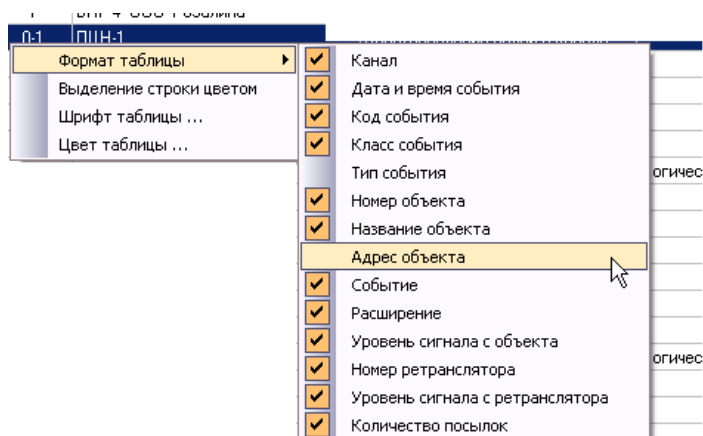 0-1 ПЦН-1
Формат таблицы
Выделение строки цветом
Шрифт таблицы ...
Цвет таблицы ...
Канал
Дата и время события
Код события
Класс события
Тип события
Номер объекта
Название объекта
Адрес объекта
Событие
Расширение
Уровень сигнала с объекта
Номер ретранслятора
Уровень сигнала с ретранслятора
Количество посылок
огичес
огичес